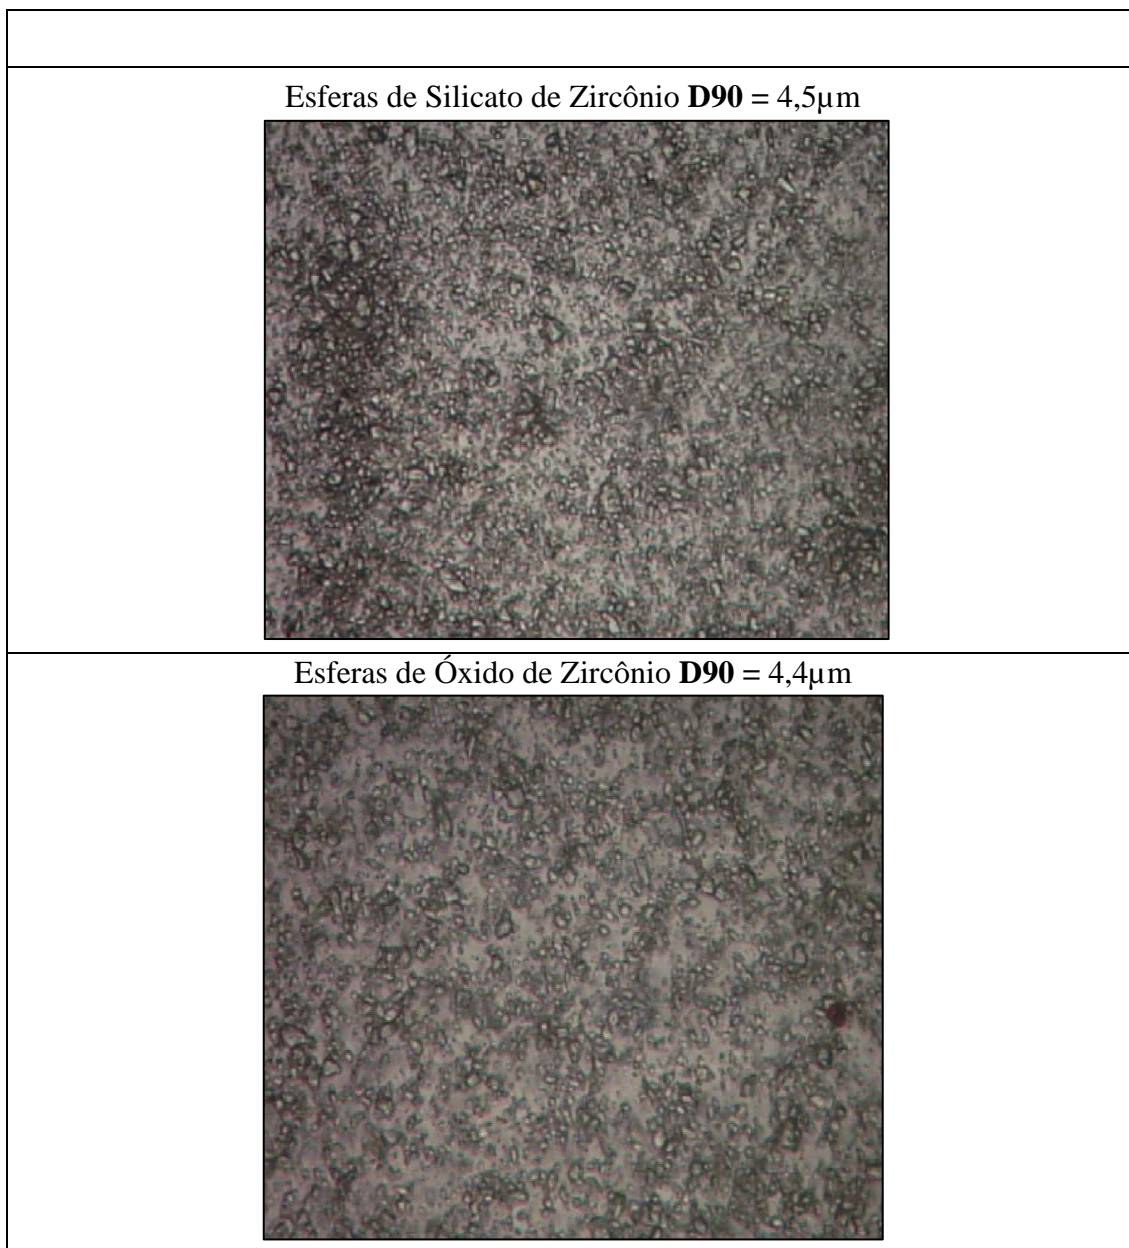 Esferas de Silicato de Zircônio D90 = 4,5µm
Esferas de Óxido de Zircônio D90 = 4,4µm